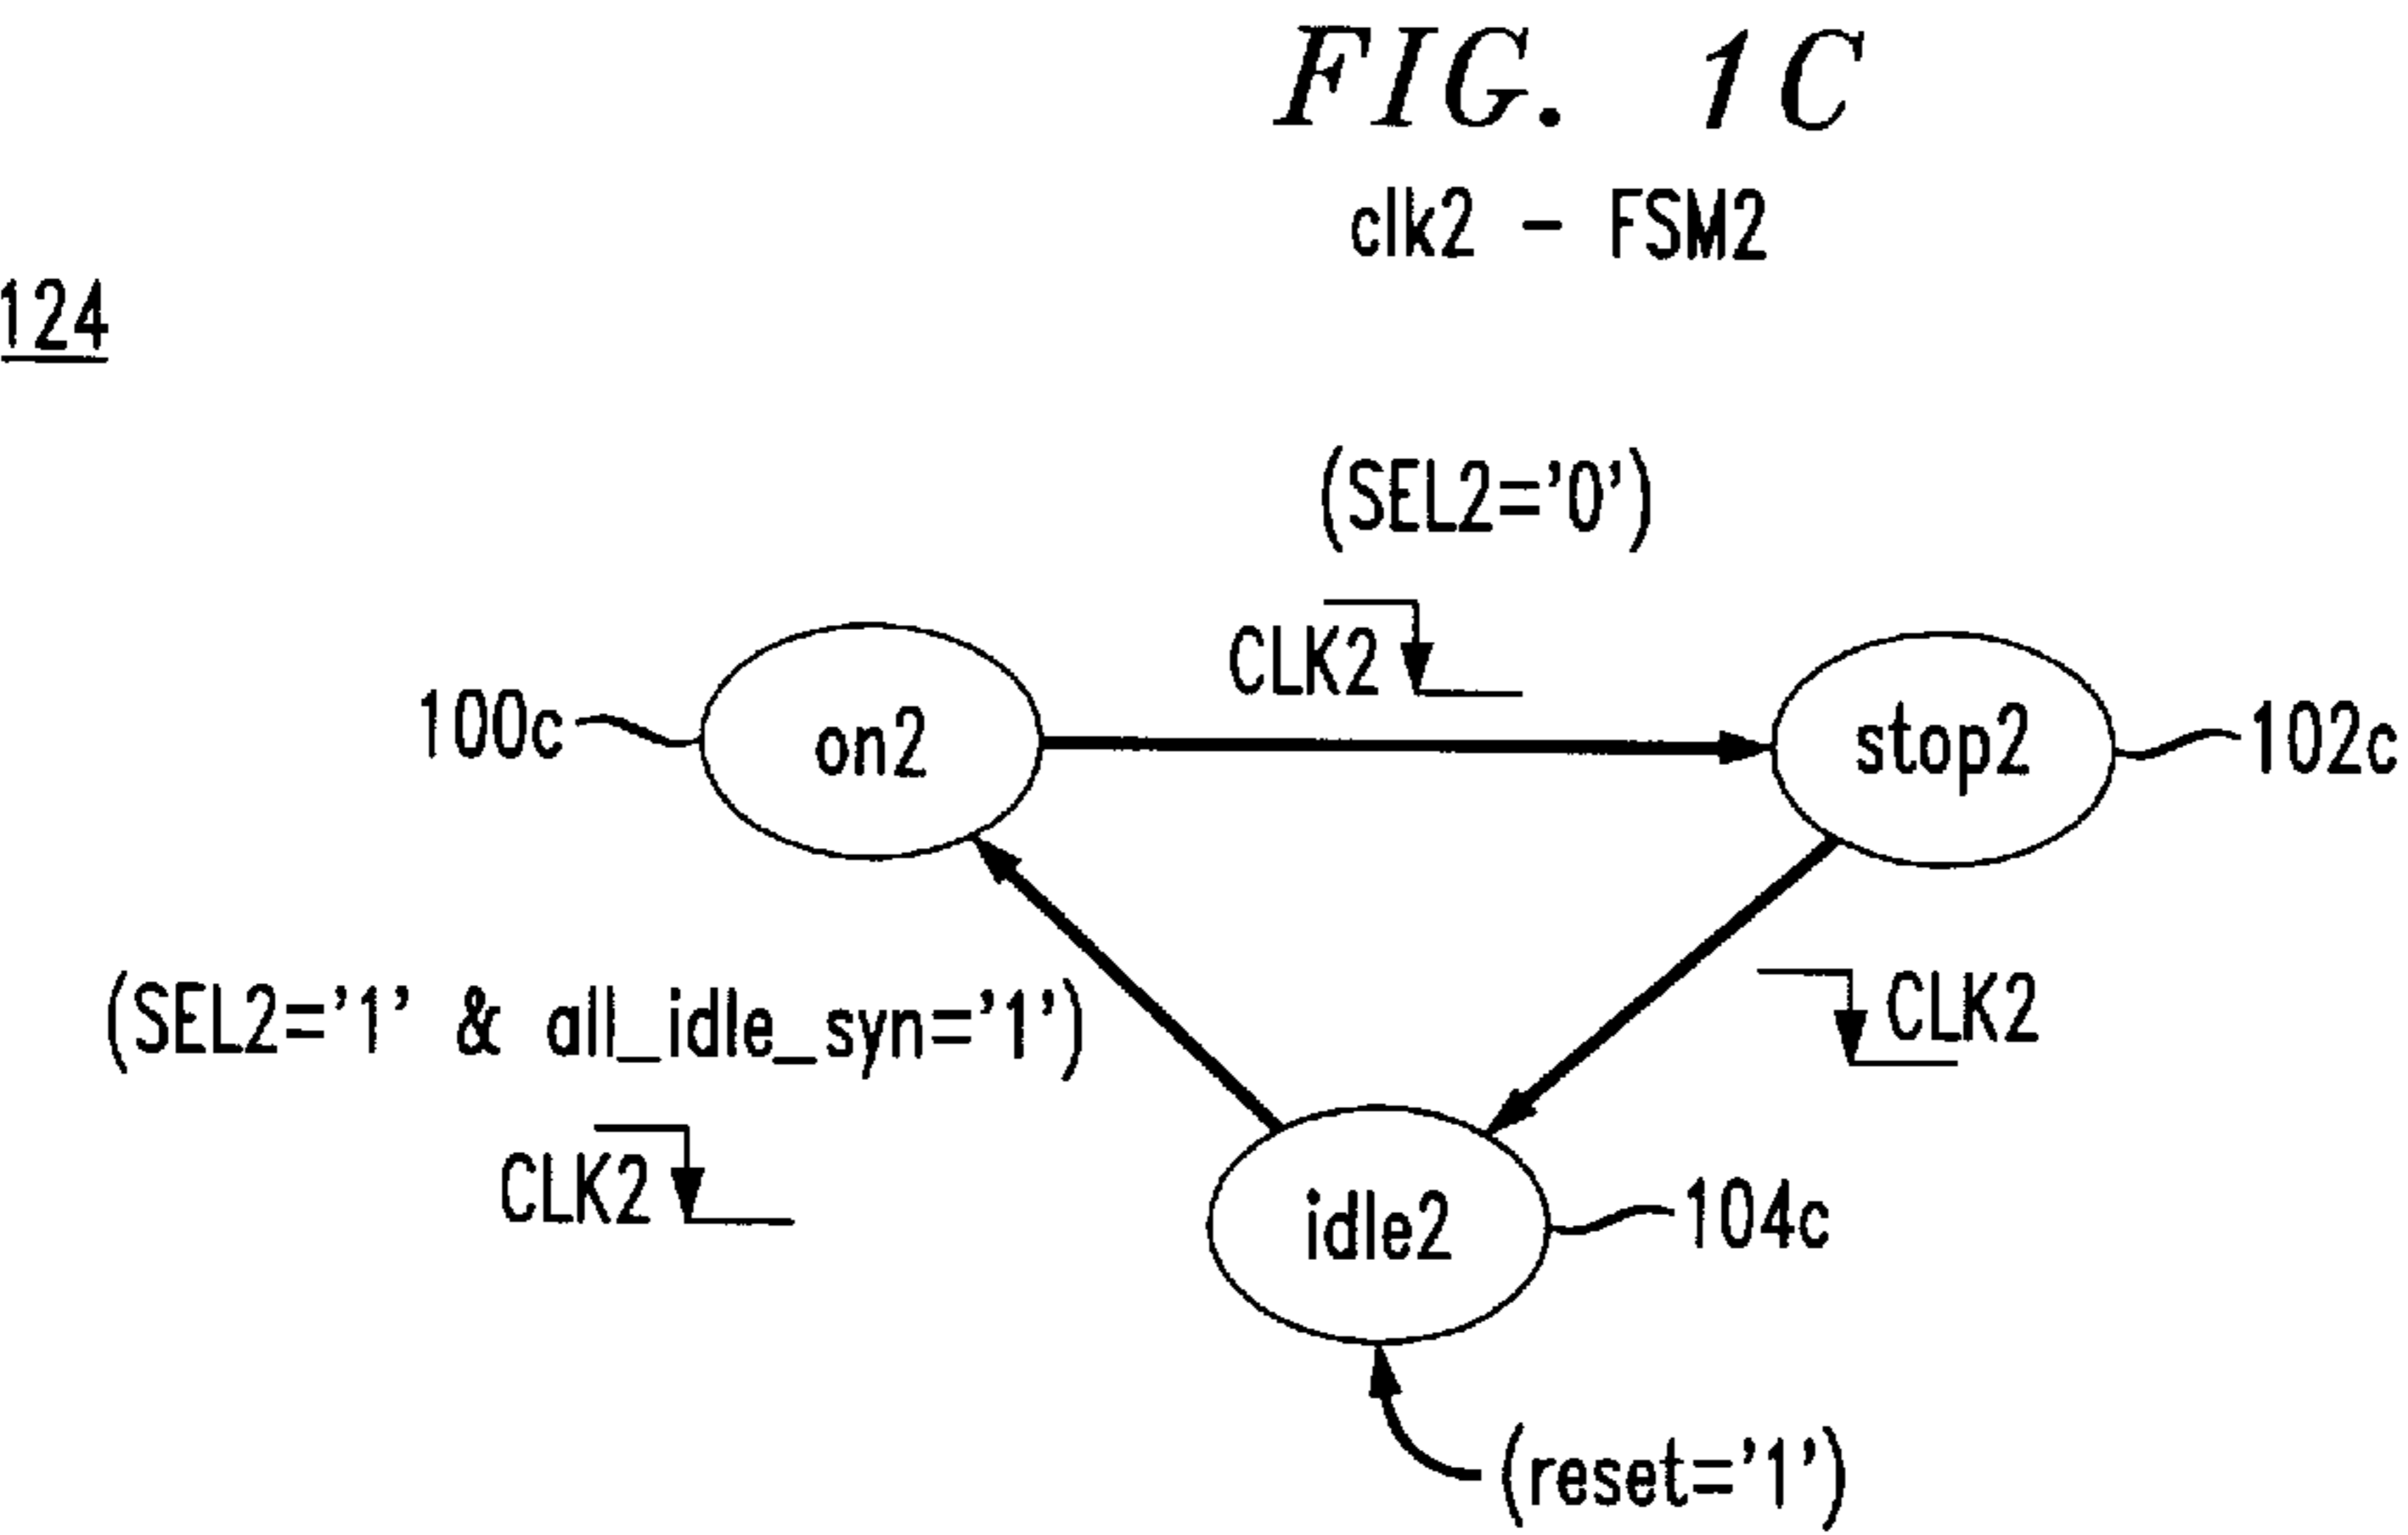 FIG. 1C
clk2 - FSM2
124
(SEL2='0')
CLK2
100c
on2
stop2
102c
(SEL2='1' & all_idle_syn='1')
CLK2
CLK2
idle2
104c
(reset='1')